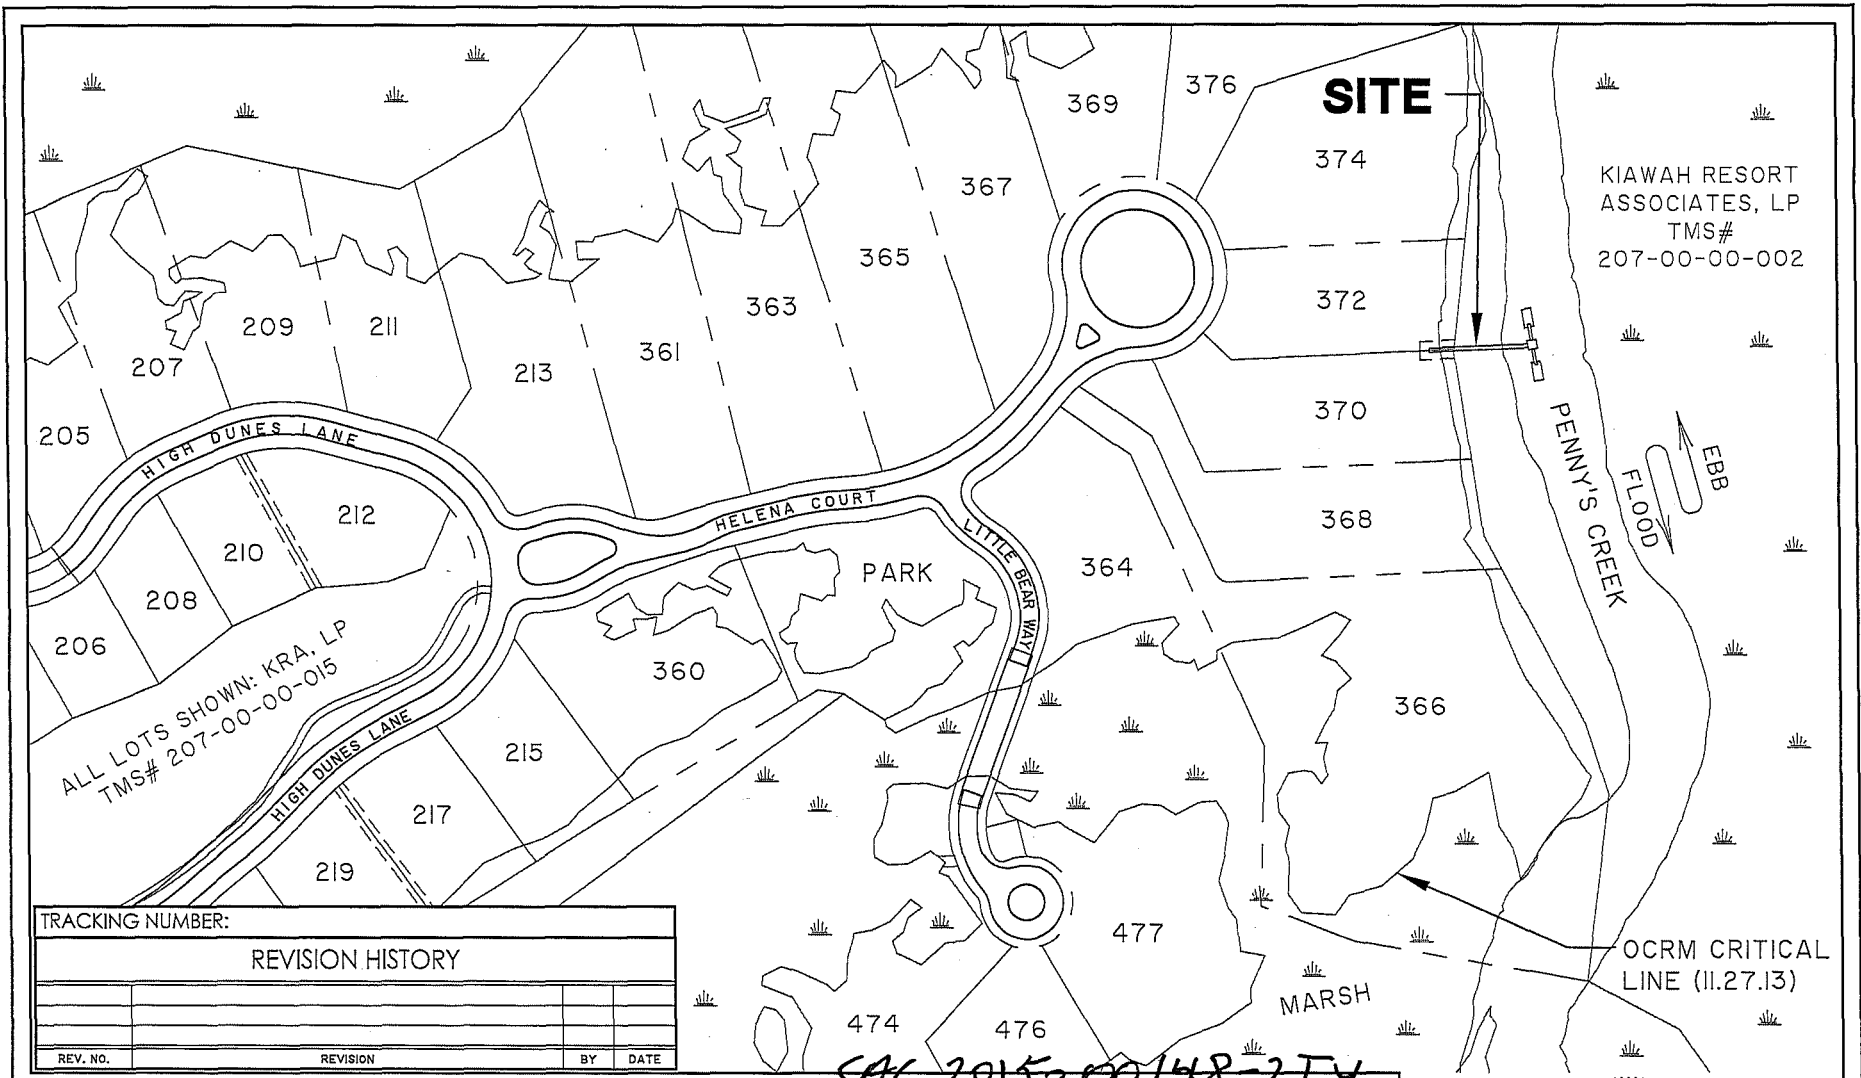 376
369
SITE
374
KIAWAH RESORT
ASSOCIATES, LP
TMS#
207-00-00-002
367
365
363
372
209
211
361
207
213
370
205
HIGH DUNES LANE
PENNY'S CREEK
EBB
FLOOD
HELENA COURT
212
368
210
LITTLE BEAR WAY
PARK
364
208
206
360
ALL LOTS SHOWN: KRA, LP
TMS# 207-00-00-015
366
HIGH DUNES LANE
215
217
219
477
OCRM CRITICAL
LINE (11.27.13)
MARSH
474
476
TRACKING NUMBER:
REVISION HISTORY
REV. NO. REVISION BY DATE